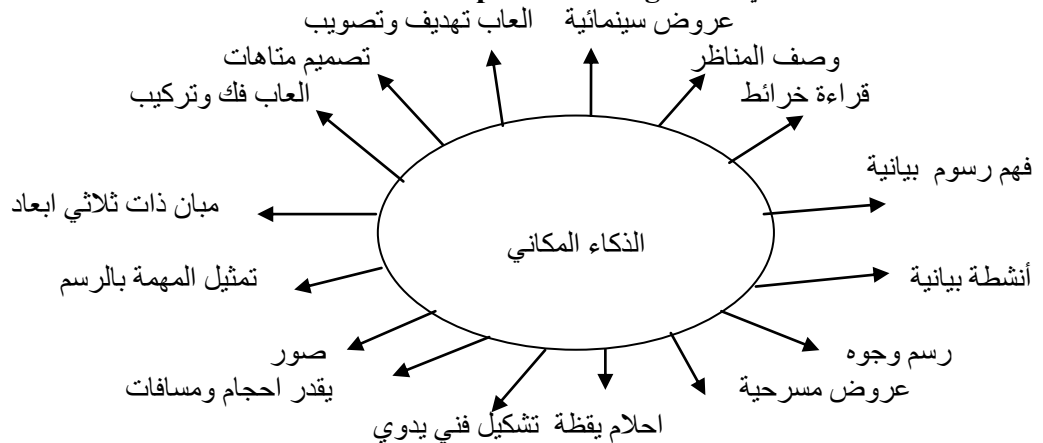 عروض سينمائية
العاب تهديف وتصويب
وصف المناظر
تصميم متاهات
قراءة خرائط
العاب فك وتركيب
فهم رسوم بيانية
مبان ذات ثلاثي ابعاد
الذكاء المكاني
أنشطة بيانية
تمثيل المهمة بالرسم
رسم وجوه
صور
عروض مسرحية
يقدر احجام ومسافات
احلام يقظة
تشكيل فني يدوي